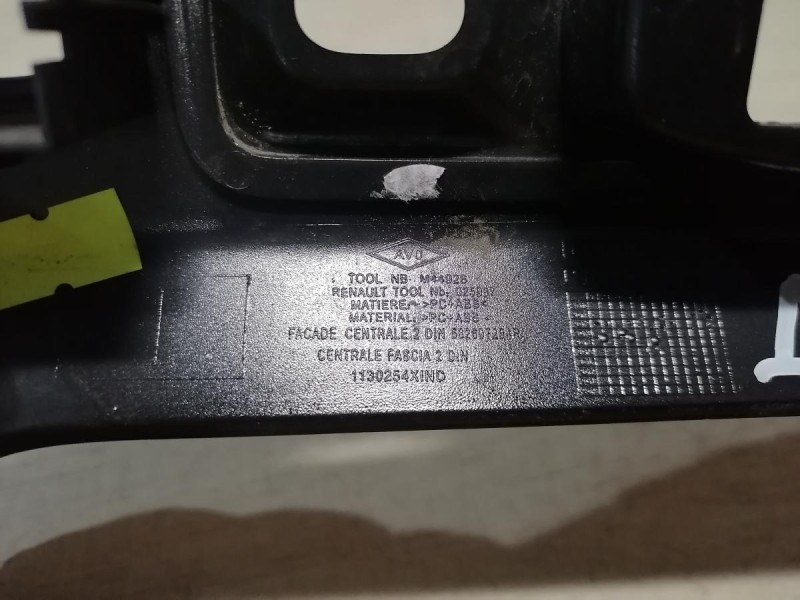 AVO
TOOL NB M44928
RENAULT TOOL Nb.
MATIERE >PC+ABS<
MATERIAL >PC+ABS
FACADE CENTRALE 2 DIN
CENTRALE FASCIA 2 DIN
1130254XIND